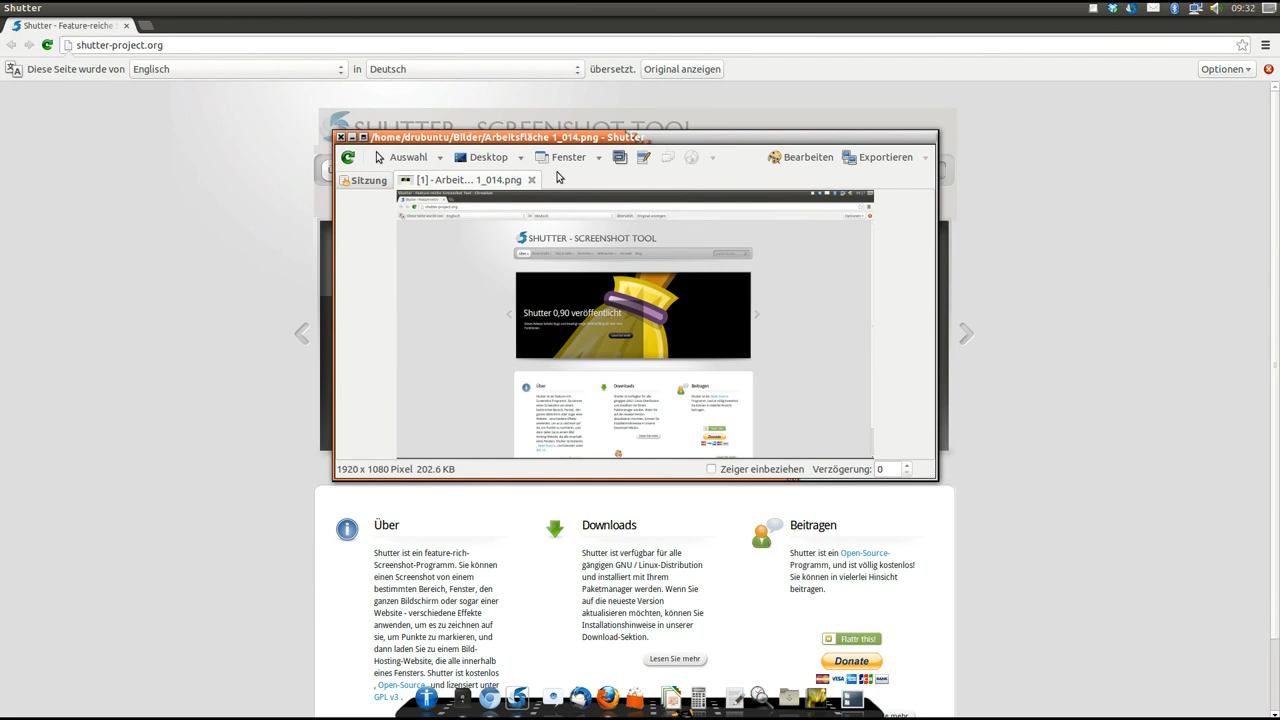 Shutter
09:32
Shutter - Feature-reiche
shutter-project.org
Diese Seite wurde von Englisch in Deutsch übersetzt. Original anzeigen Optionen
/home/drubuntu/Bilder/Arbeitsfläche 1_014.png - Shutter
Auswahl Desktop Fenster Bearbeiten Exportieren
Sitzung [1] - Arbeit... 1_014.png
SHUTTER - SCREENSHOT TOOL
Shutter 0,90 veröffentlicht
Über Downloads Beitragen
1920 x 1080 Pixel 202.6 KB Zeiger einbeziehen Verzögerung: 0
Über
Shutter ist ein feature-rich-
Screenshot-Programm. Sie können
einen Screenshot von einem
bestimmten Bereich, Fenster, den
ganzen Bildschirm oder sogar einer
Website - verschiedene Effekte
anwenden, um es zu zeichnen auf
sie, um Punkte zu markieren, und
dann laden Sie zu einem Bild-
Hosting-Website, die alle innerhalb
eines Fensters. Shutter ist kostenlos
, Open-Source, und lizensiert unter
GPL v3 .
Downloads
Shutter ist verfügbar für alle
gängigen GNU / Linux-Distribution
und installiert mit Ihrem
Paketmanager werden. Wenn Sie
auf die neueste Version
aktualisieren möchten, können Sie
Installationshinweise in unserer
Download-Sektion.
Lesen Sie mehr
Beitragen
Shutter ist ein Open-Source-
Programm, und ist völlig kostenlos!
Sie können in vielerlei Hinsicht
beitragen.
Flattr this!
Donate
VISA